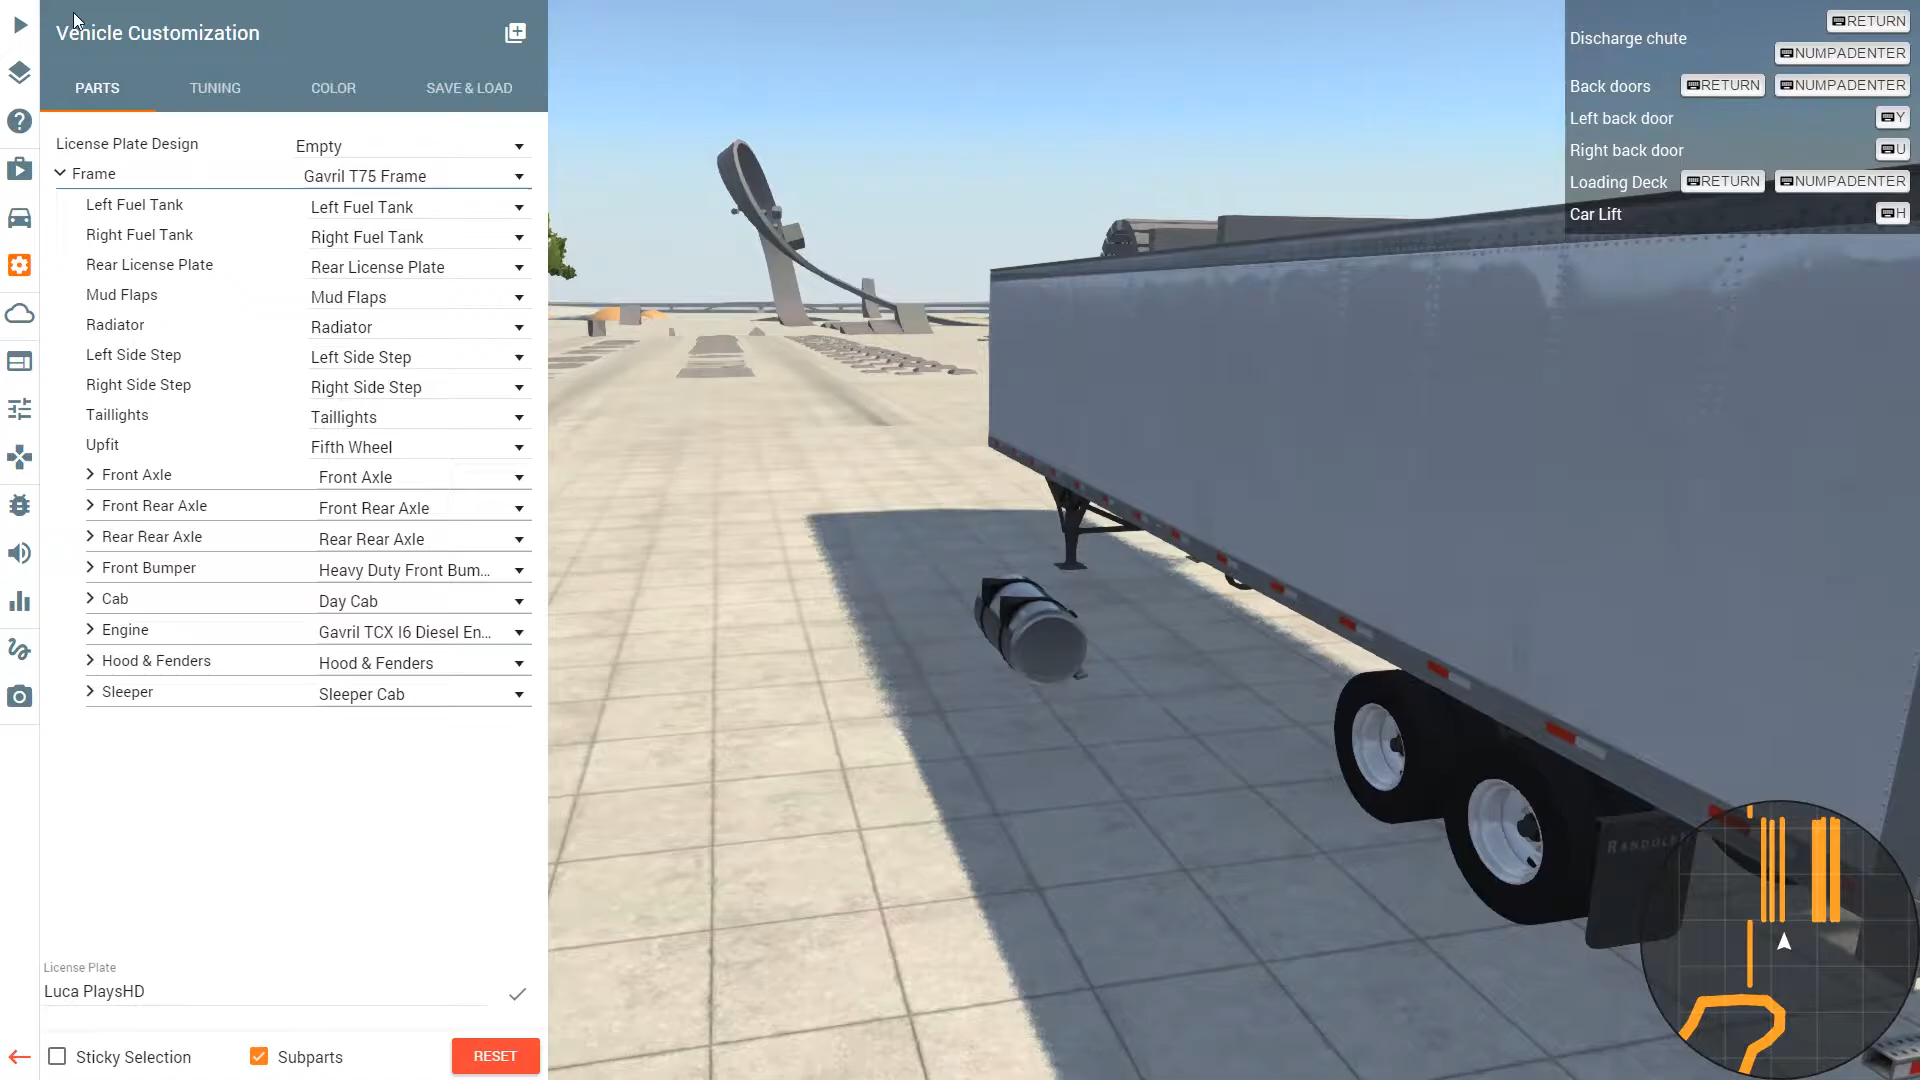 Vehicle Customization
PARTS TUNING COLOR SAVE & LOAD
License Plate Design Empty
Frame Gavril T75 Frame
Left Fuel Tank Left Fuel Tank
Right Fuel Tank Right Fuel Tank
Rear License Plate Rear License Plate
Mud Flaps Mud Flaps
Radiator Radiator
Left Side Step Left Side Step
Right Side Step Right Side Step
Taillights Taillights
Upfit Fifth Wheel
Front Axle Front Axle
Front Rear Axle Front Rear Axle
Rear Rear Axle Rear Rear Axle
Front Bumper Heavy Duty Front Bum...
Cab Day Cab
Engine Gavril TCX I6 Diesel En...
Hood & Fenders Hood & Fenders
Sleeper Sleeper Cab
License Plate
Luca PlaysHD
Sticky Selection Subparts RESET
RETURN
Discharge chute
NUMPADENTER
Back doors RETURN NUMPADENTER
Left back door Y
Right back door U
Loading Deck RETURN NUMPADENTER
Car Lift H